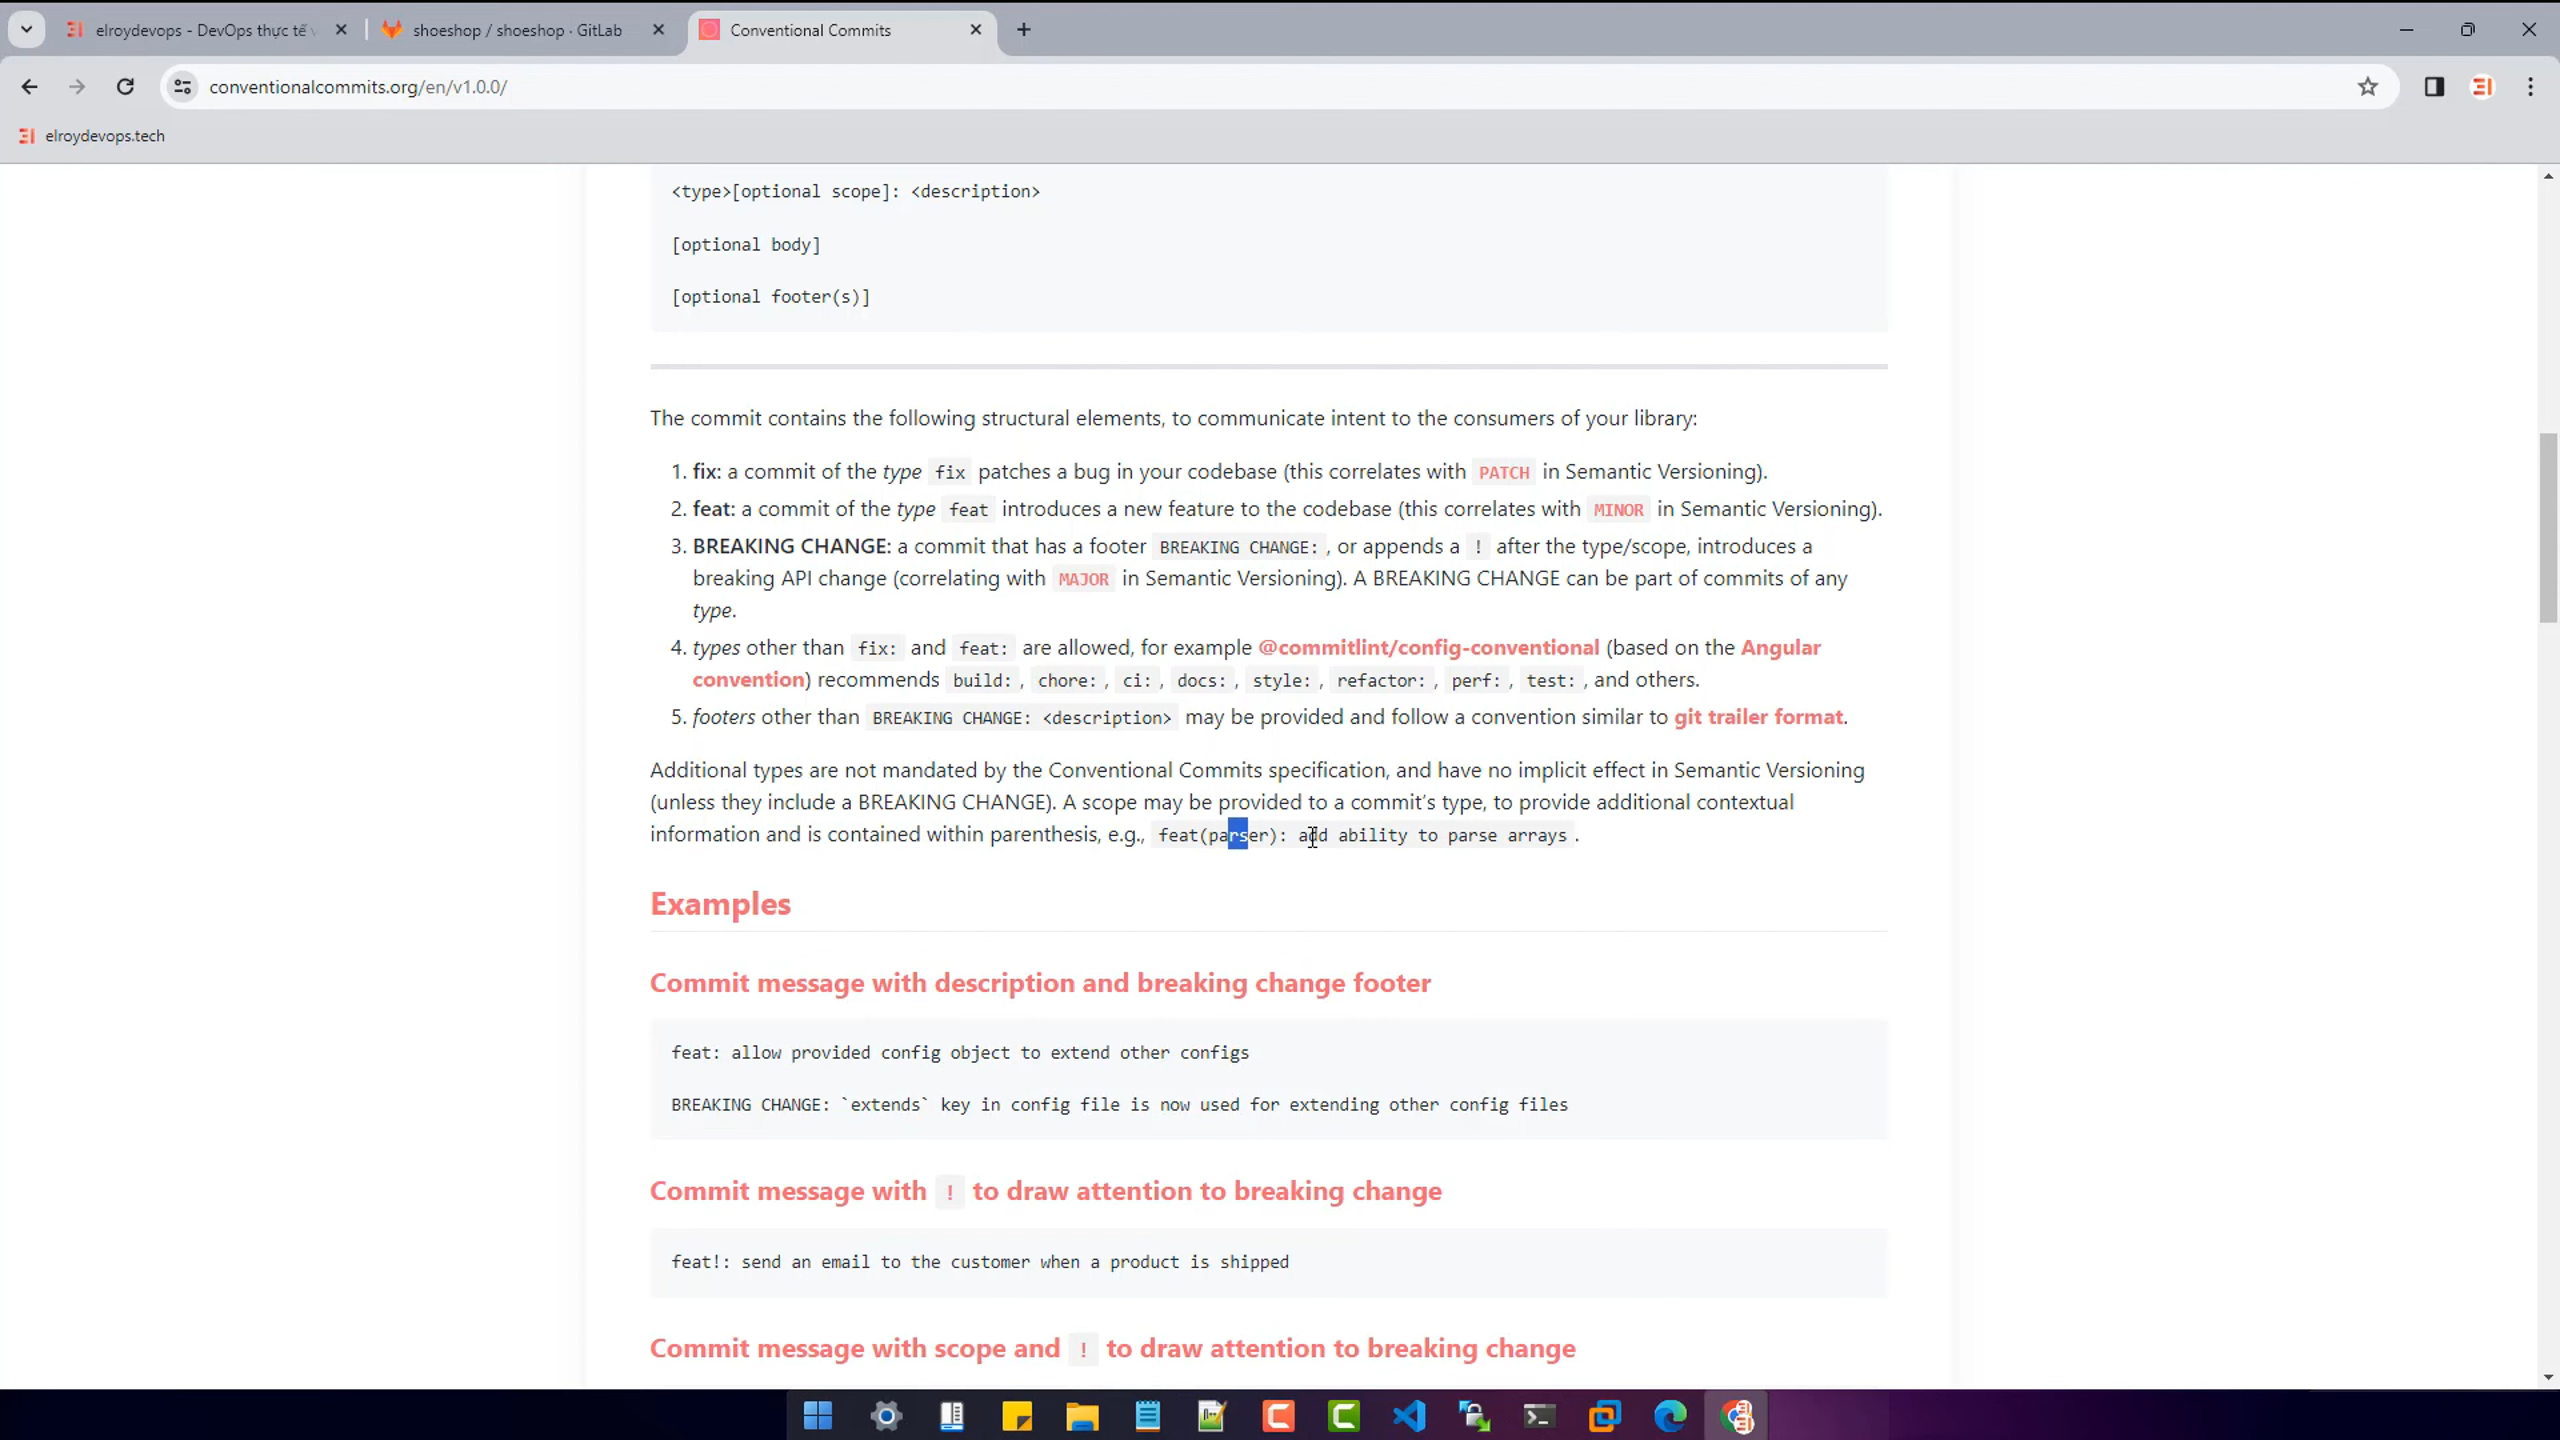 elroydevops - DevOps thực tế v
shoeshop / shoeshop · GitLab
Conventional Commits
conventionalcommits.org/en/v1.0.0/
elroydevops.tech
<type>[optional scope]: <description>
[optional body]
[optional footer(s)]
The commit contains the following structural elements, to communicate intent to the consumers of your library:
1. fix: a commit of the type fix patches a bug in your codebase (this correlates with PATCH in Semantic Versioning).
2. feat: a commit of the type feat introduces a new feature to the codebase (this correlates with MINOR in Semantic Versioning).
3. BREAKING CHANGE: a commit that has a footer BREAKING CHANGE:, or appends a ! after the type/scope, introduces a
breaking API change (correlating with MAJOR in Semantic Versioning). A BREAKING CHANGE can be part of commits of any
type.
4. types other than fix: and feat: are allowed, for example @commitlint/config-conventional (based on the Angular
convention) recommends build:, chore:, ci:, docs:, style:, refactor:, perf:, test:, and others.
5. footers other than BREAKING CHANGE: <description> may be provided and follow a convention similar to git trailer format.
Additional types are not mandated by the Conventional Commits specification, and have no implicit effect in Semantic Versioning
(unless they include a BREAKING CHANGE). A scope may be provided to a commit's type, to provide additional contextual
information and is contained within parenthesis, e.g., feat(parser): add ability to parse arrays.
Examples
Commit message with description and breaking change footer
feat: allow provided config object to extend other configs
BREAKING CHANGE: `extends` key in config file is now used for extending other config files
Commit message with ! to draw attention to breaking change
feat!: send an email to the customer when a product is shipped
Commit message with scope and ! to draw attention to breaking change